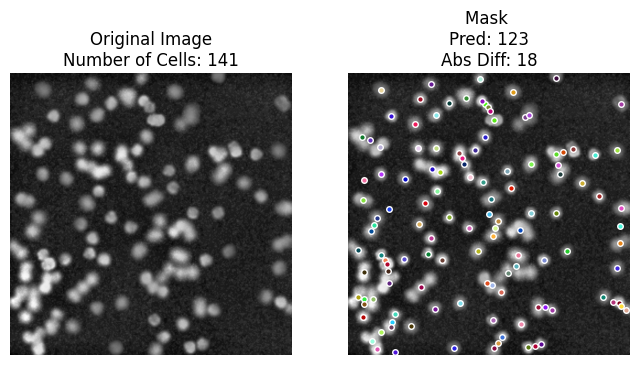 Original Image
Number of Cells: 141
Mask
Pred: 123
Abs Diff: 18